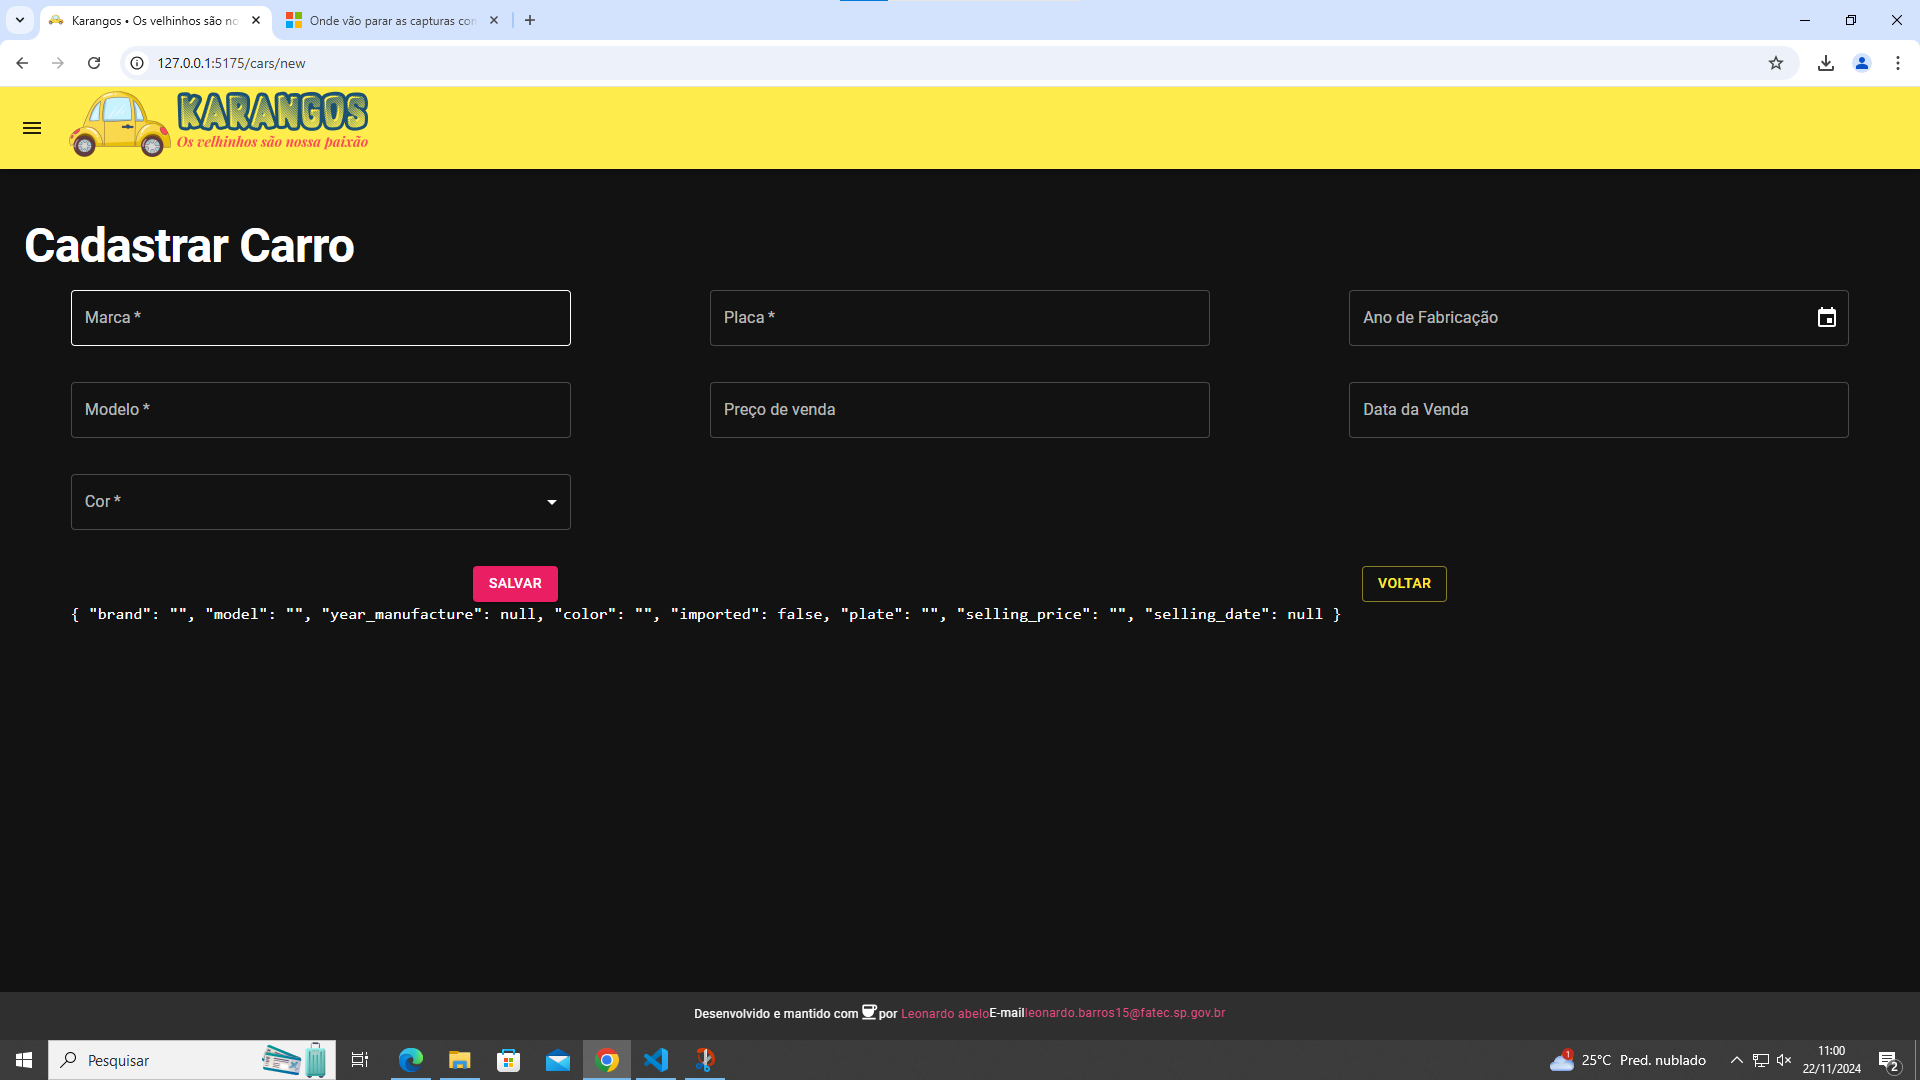 Karangos • Os velhinhos são no
Onde vão parar as capturas con
127.0.0.1:5175/cars/new
KARANGOS
Os velhinhos são nossa paixão
Cadastrar Carro
Marca *
Placa *
Ano de Fabricação
Modelo *
Preço de venda
Data da Venda
Cor *
SALVAR
VOLTAR
{ "brand": "", "model": "", "year_manufacture": null, "color": "", "imported": false, "plate": "", "selling_price": "", "selling_date": null }
Desenvolvido e mantido com por Leonardo abeloE-mailleonardo.barros15@fatec.sp.gov.br
Pesquisar
1
25°C Pred. nublado
11:00
22/11/2024
2